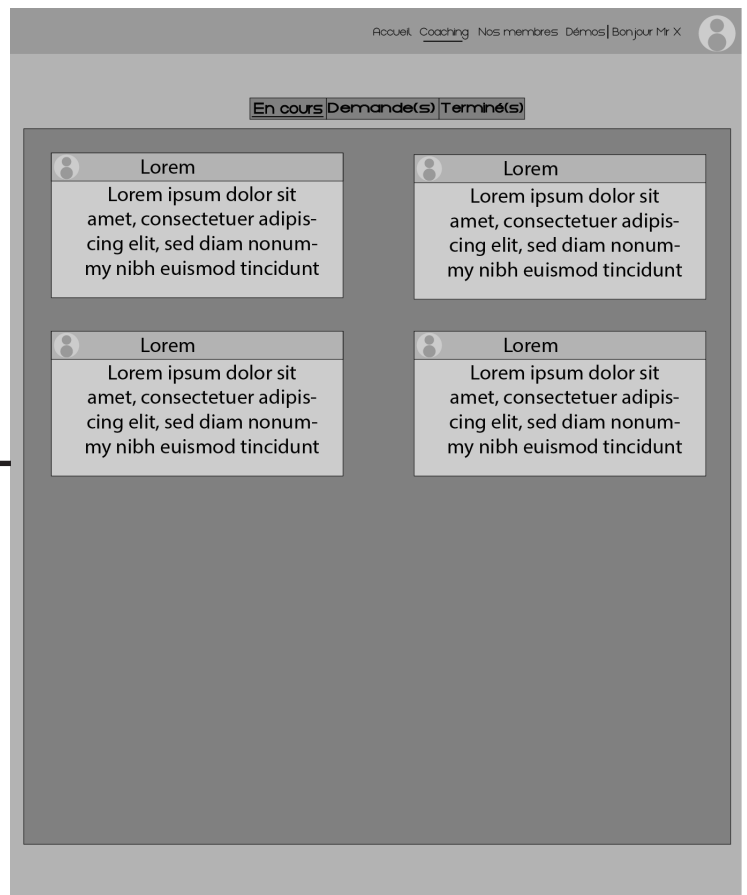 Accueil Coaching Nos membres Démos Bonjour Mr X
En cours Demande(s) Terminé(s)
Lorem
Lorem ipsum dolor sit
amet, consectetuer adipis-
cing elit, sed diam nonum-
my nibh euismod tincidunt
Lorem
Lorem ipsum dolor sit
amet, consectetuer adipis-
cing elit, sed diam nonum-
my nibh euismod tincidunt
Lorem
Lorem ipsum dolor sit
amet, consectetuer adipis-
cing elit, sed diam nonum-
my nibh euismod tincidunt
Lorem
Lorem ipsum dolor sit
amet, consectetuer adipis-
cing elit, sed diam nonum-
my nibh euismod tincidunt